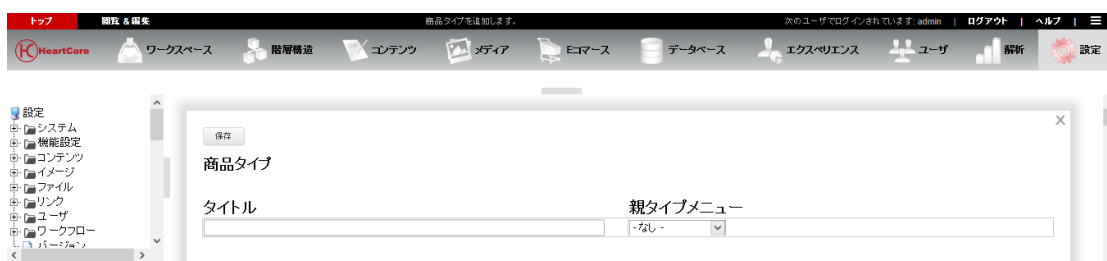 トップ 閲覧 & 編集 商品タイプを追加します。 次のユーザでログインされています: admin | ログアウト | ヘルプ |
HeartCore ワークスペース 階層構造 コンテンツ メディア Eコマース データベース エクスペリエンス ユーザ 解析 設定
設定
システム
機能設定
コンテンツ
イメージ
ファイル
リンク
ユーザ
ワークフロー
バージョン
保存
商品タイプ
タイトル 親タイプメニュー
- なし -